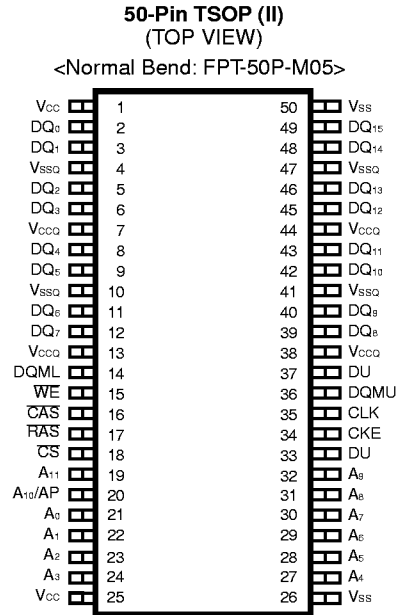 50-Pin TSOP (II)
(TOP VIEW)
<Normal Bend: FPT-50P-M05>
VCC 1 50 VSS
DQ0 2 49 DQ15
DQ1 3 48 DQ14
VSSQ 4 47 VSSQ
DQ2 5 46 DQ13
DQ3 6 45 DQ12
VCCQ 7 44 VCCQ
DQ4 8 43 DQ11
DQ5 9 42 DQ10
VSSQ 10 41 VSSQ
DQ6 11 40 DQ9
DQ7 12 39 DQ8
VCCQ 13 38 VCCQ
DQML 14 37 DU
WE 15 36 DQMU
CAS 16 35 CLK
RAS 17 34 CKE
CS 18 33 DU
A11 19 32 A9
A10/AP 20 31 A8
A0 21 30 A7
A1 22 29 A6
A2 23 28 A5
A3 24 27 A4
VCC 25 26 VSS